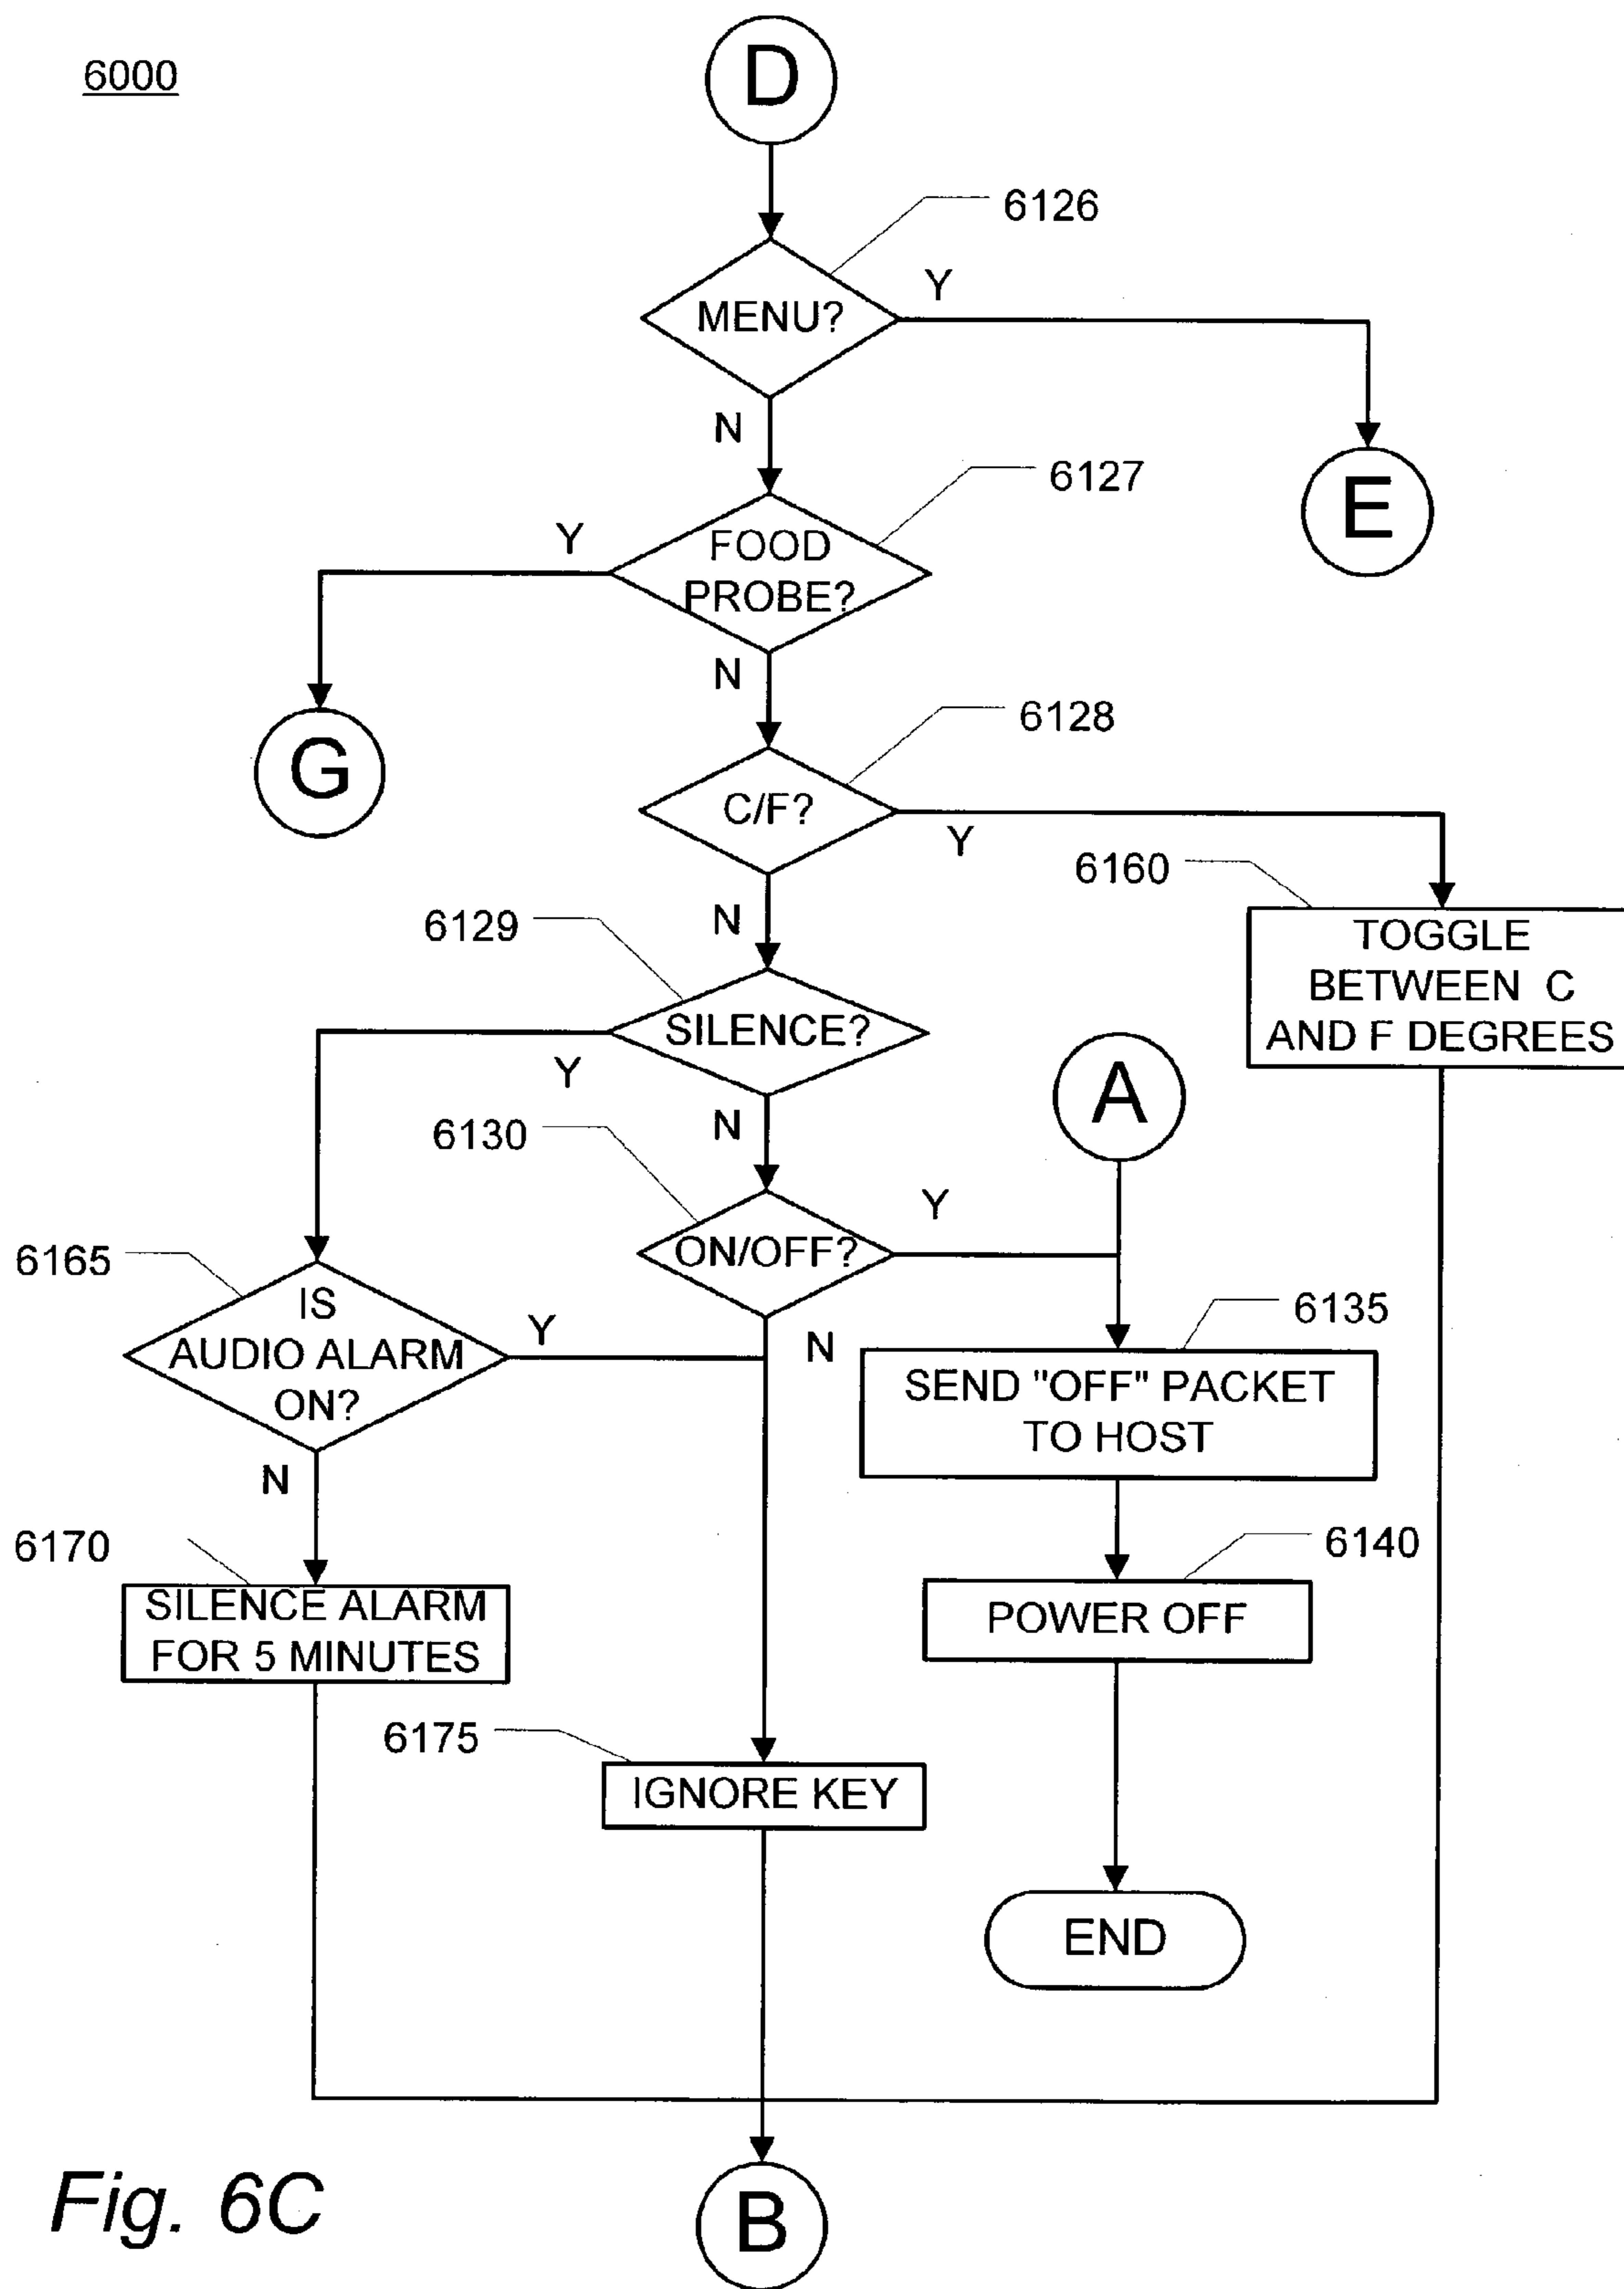 6000
D
6126
MENU?
Y
N
E
6127
FOOD
PROBE?
Y
N
G
6128
C/F?
Y
N
6160
TOGGLE
BETWEEN C
AND F DEGREES
6129
SILENCE?
Y
N
A
6130
ON/OFF?
Y
N
6165
IS
AUDIO ALARM
ON?
Y
N
6135
SEND "OFF" PACKET
TO HOST
6170
SILENCE ALARM
FOR 5 MINUTES
6140
POWER OFF
6175
IGNORE KEY
END
B
Fig. 6C